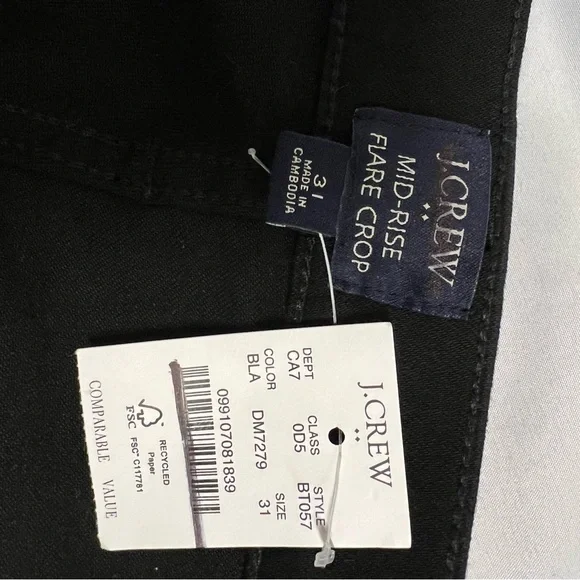 J.CREW
MID-RISE
FLARE CROP
31
MADE IN
CAMBODIA
J.CREW
DEPT CLASS STYLE
CA7 0D5 BT057
COLOR SIZE
BLA DM7279 31
099107081839
RECYCLED
Paper
FSC FSC® C117781
COMPARABLE VALUE